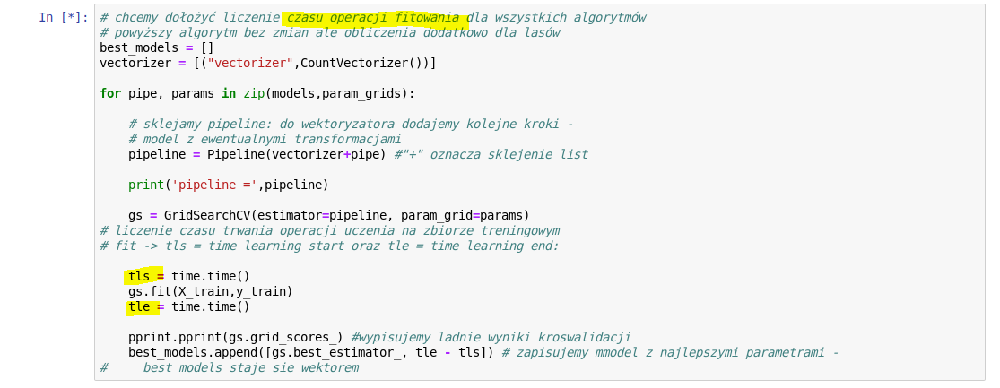 In [*]: # chcemy dołożyć liczenie czasu operacji fitowania dla wszystkich algorytmów
# powyższy algorytm bez zmian ale obliczenia dodatkowo dla lasów
best_models = []
vectorizer = [("vectorizer",CountVectorizer())]
for pipe, params in zip(models,param_grids):
# sklejamy pipeline: do wektoryzatora dodajemy kolejne kroki -
# model z ewentualnymi transformacjami
pipeline = Pipeline(vectorizer+pipe) #"+" oznacza sklejenie list
print('pipeline =',pipeline)
gs = GridSearchCV(estimator=pipeline, param_grid=params)
# liczenie czasu trwania operacji uczenia na zbiorze treningowym
# fit -> tls = time learning start oraz tle = time learning end:
tls = time.time()
gs.fit(X_train,y_train)
tle = time.time()
pprint.pprint(gs.grid_scores_) #wypisujemy ladnie wyniki kroswalidacji
best_models.append([gs.best_estimator_, tle - tls]) # zapisujemy mmodel z najlepszymi parametrami -
# best models staje sie wektorem